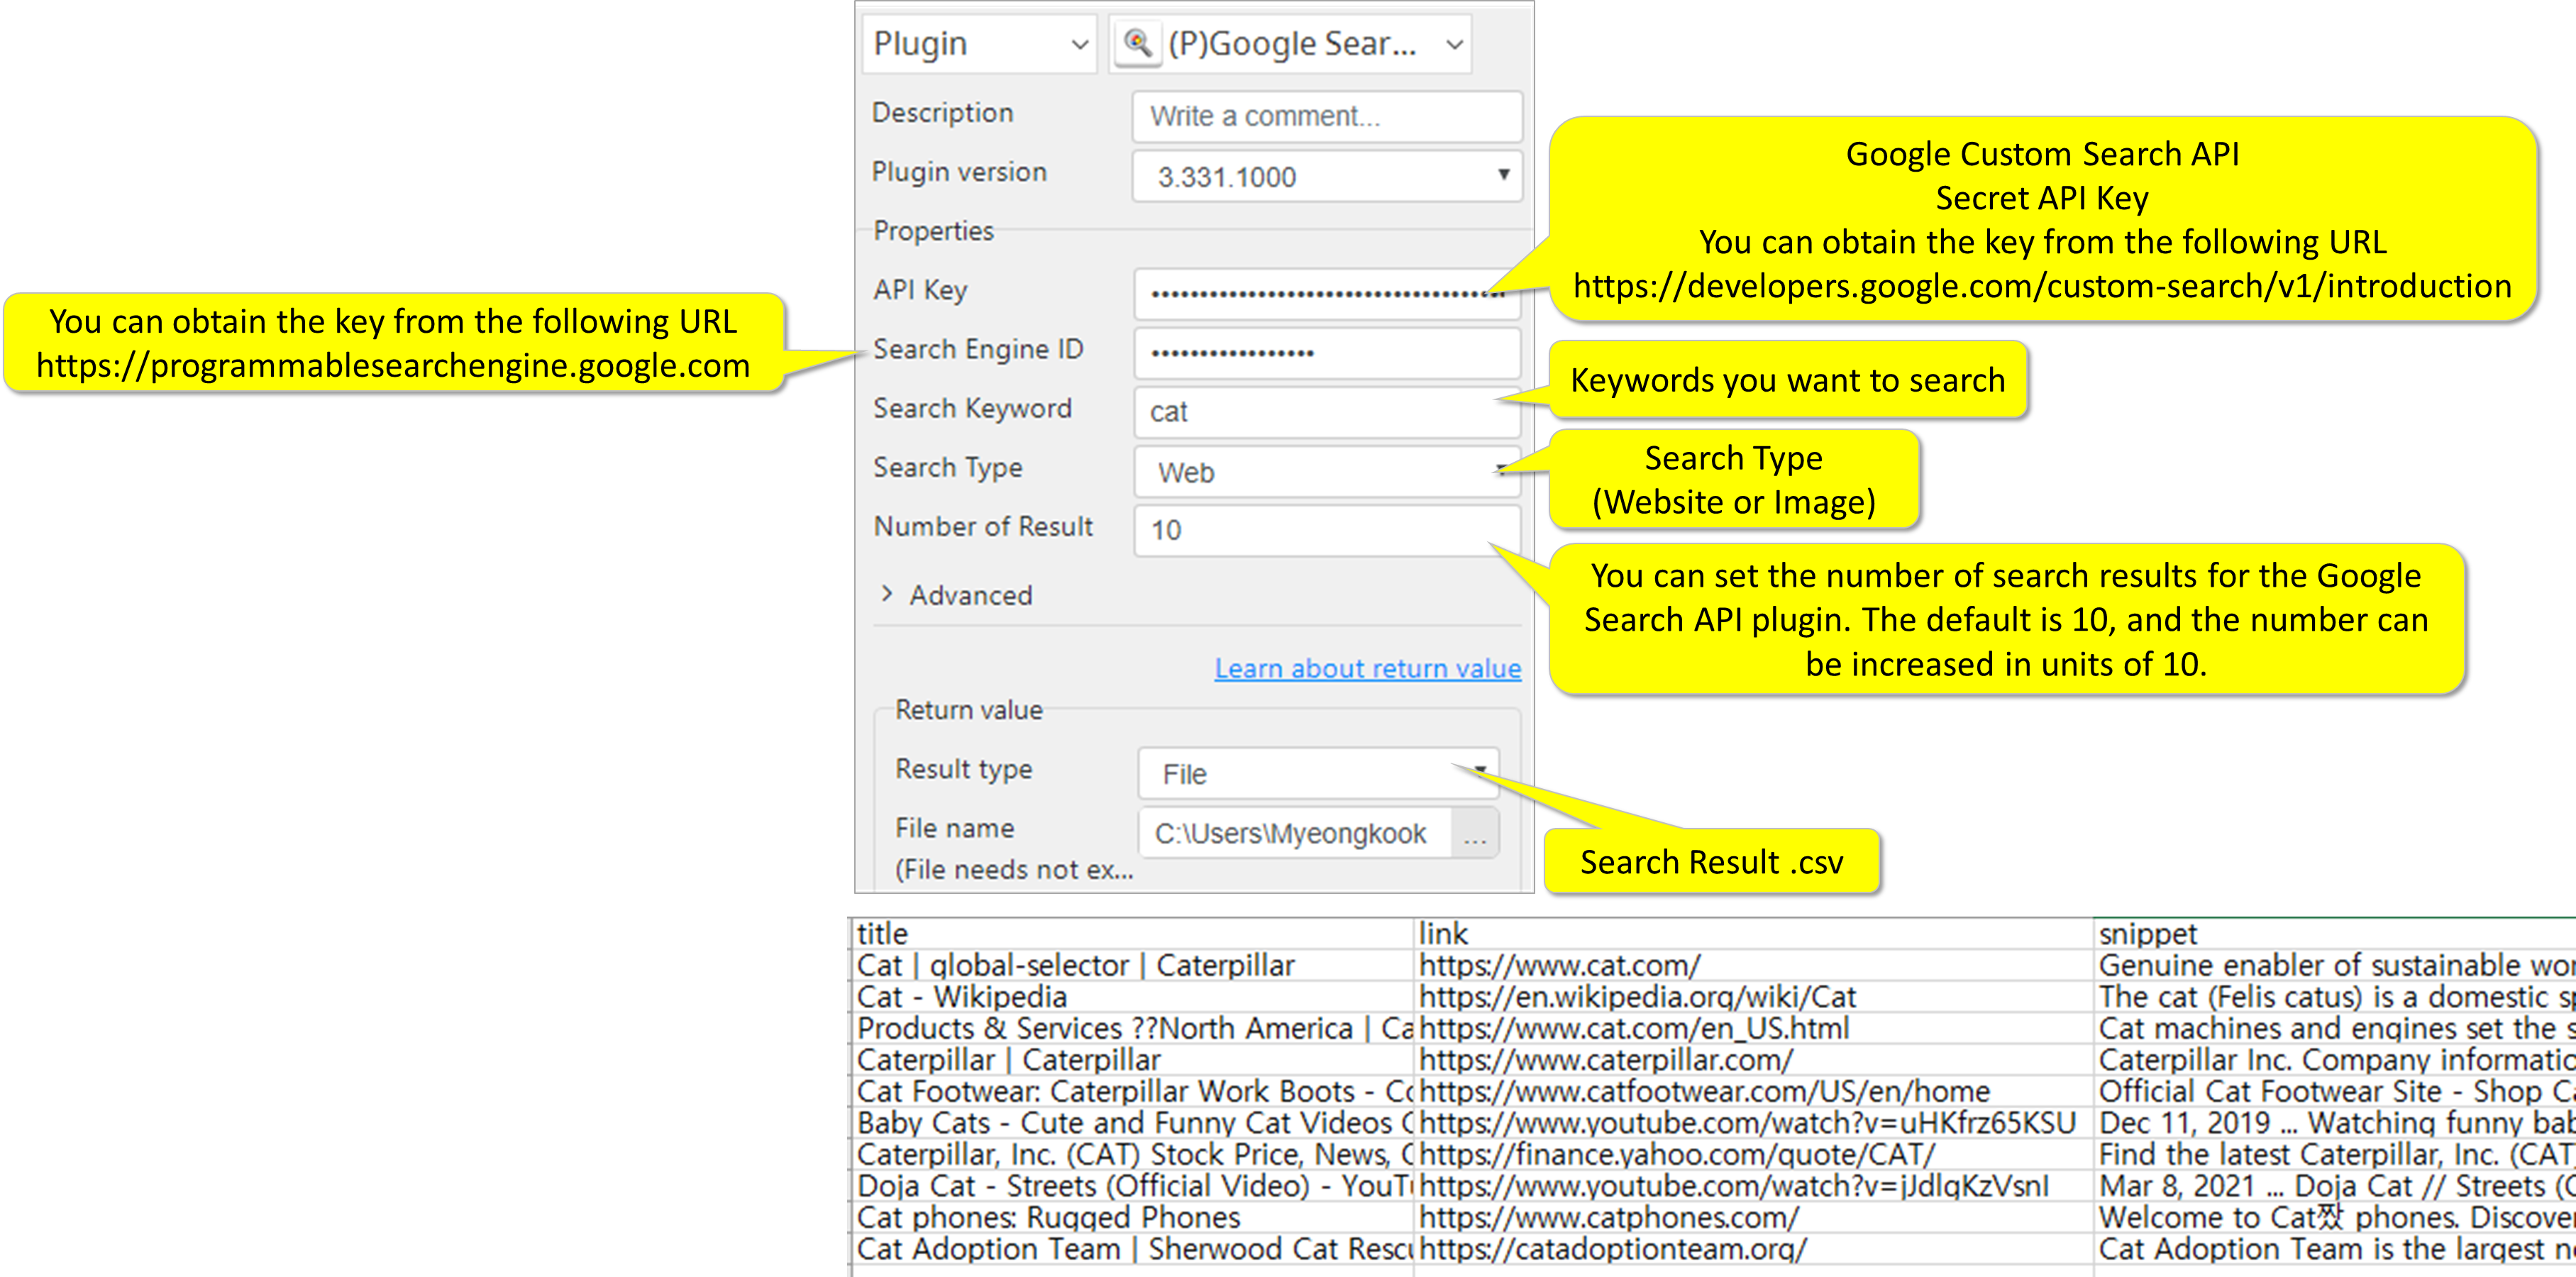 Plugin
(P)Google Sear...
Description
Write a comment...
Plugin version
3.331.1000
Properties
API Key
••••••••••••••••••••••••••••••••••••••
Search Engine ID
•••••••••••••••••
Search Keyword
cat
Search Type
Web
Number of Result
10
> Advanced
Learn about return value
Return value
Result type
File
File name
C:\Users\Myeongkook
...
(File needs not ex...
You can obtain the key from the following URL
https://programmablesearchengine.google.com
Google Custom Search API
Secret API Key
You can obtain the key from the following URL
https://developers.google.com/custom-search/v1/introduction
Keywords you want to search
Search Type
(Website or Image)
You can set the number of search results for the Google
Search API plugin. The default is 10, and the number can
be increased in units of 10.
Search Result .csv
title link snippet
Cat | global-selector | Caterpillar https://www.cat.com/ Genuine enabler of sustainable
Cat - Wikipedia https://en.wikipedia.org/wiki/Cat The cat (Felis catus) is a domestic
Products & Services ??North America | Ca https://www.cat.com/en_US.html Cat machines and engines set the
Caterpillar | Caterpillar https://www.caterpillar.com/ Caterpillar Inc. Company
Cat Footwear: Caterpillar Work Boots - https://www.catfootwear.com/US/en/home Official Cat Footwear Site - Shop
Baby Cats - Cute and Funny Cat Videos https://www.youtube.com/watch?v=uHKfrz65KSU Dec 11, 2019 ... Watching funny
Caterpillar, Inc. (CAT) Stock Price, News, https://finance.yahoo.com/quote/CAT/ Find the latest Caterpillar, Inc. (CAT
Doja Cat - Streets (Official Video) - https://www.youtube.com/watch?v=jJdlgKzVsnI Mar 8, 2021 ... Doja Cat // Streets
Cat phones: Rugged Phones https://www.catphones.com/ Welcome to Cat짰 phones.
Cat Adoption Team | Sherwood Cat https://catadoptionteam.org/ Cat Adoption Team is the largest